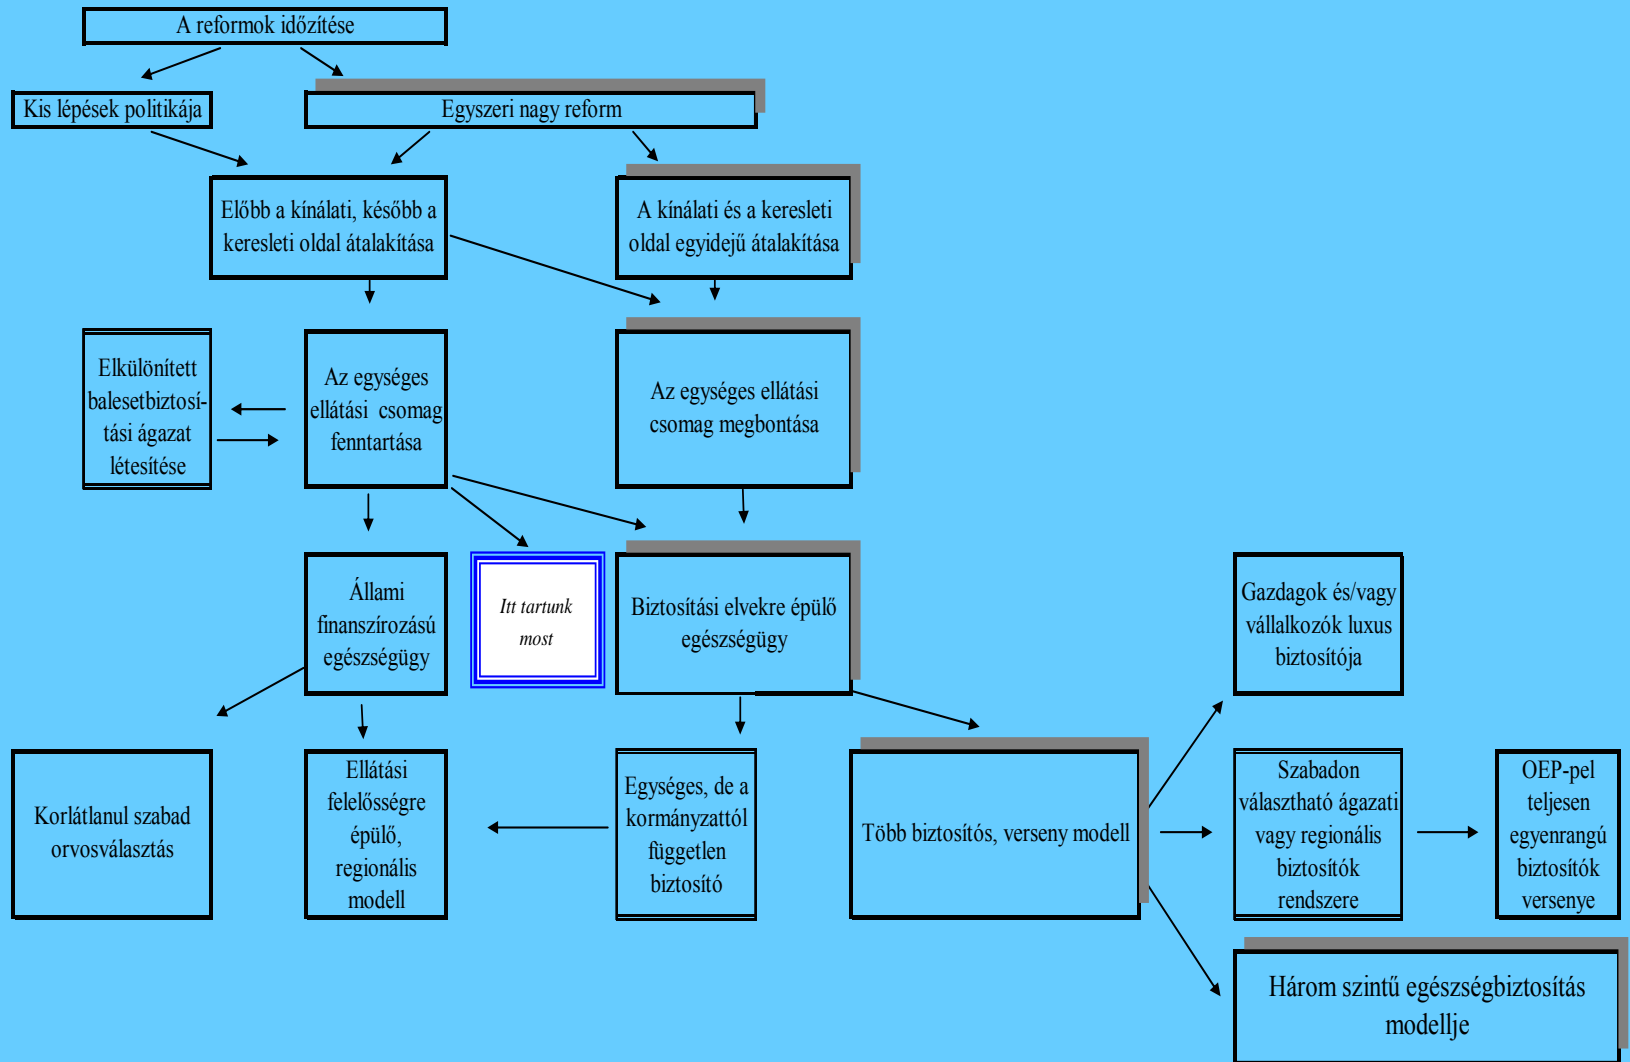 A reformok időzítése
Kis lépések politikája
Egyszeri nagy reform
Előbb a kínálati, később a
keresleti oldal átalakítása
A kínálati és a keresleti
oldal egyidejű átalakítása
Elkülönített
balesetbiztosí-
tási ágazat
létesítése
Az egységes
ellátási csomag
fenntartása
Az egységes ellátási
csomag megbontása
Állami
finanszírozású
egészségügy
Itt tartunk
most
Biztosítási elvekre épülő
egészségügy
Gazdagok és/vagy
vállalkozók luxus
biztosítója
Korlátlanul szabad
orvosválasztás
Ellátási
felelősségre
épülő,
regionális
modell
Egységes, de a
kormányzattól
független
biztosító
Több biztosítós, verseny modell
Szabadon
választható ágazati
vagy regionális
biztosítók
rendszere
OEP-pel
teljesen
egyenrangú
biztosítók
versenye
Három szintű egészségbiztosítás
modellje